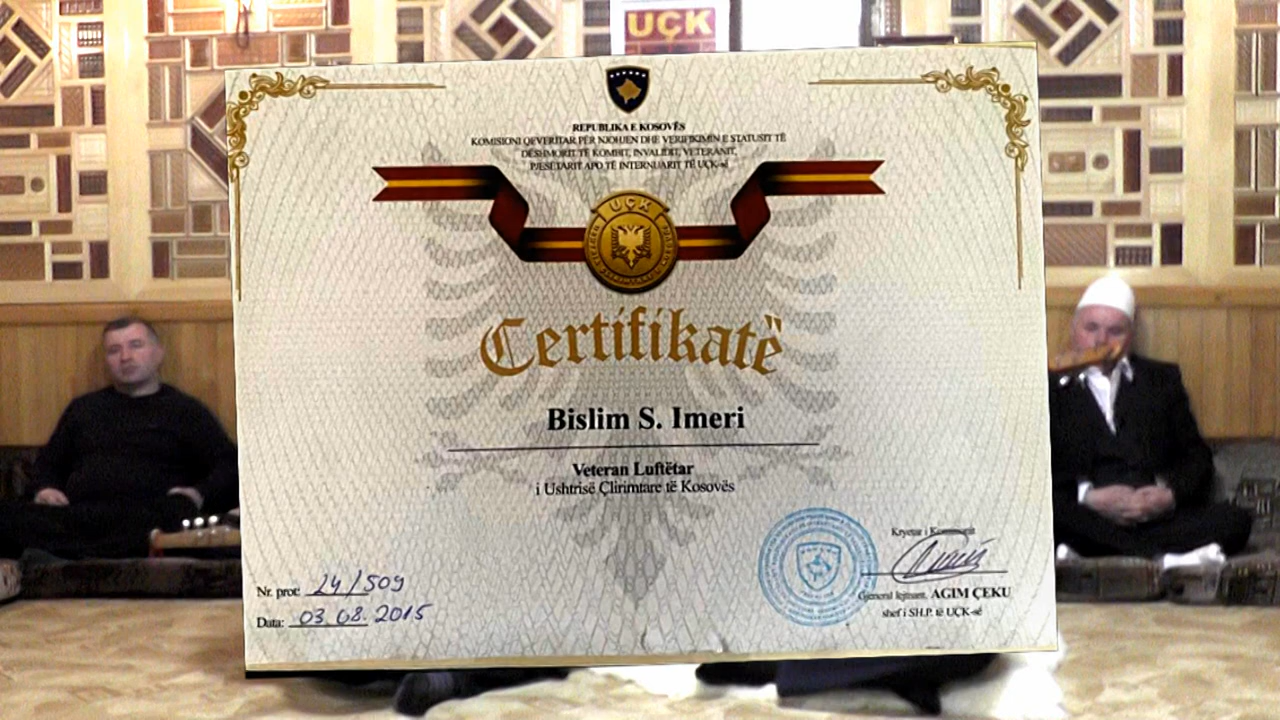 UÇK
REPUBLIKA E KOSOVËS
KOMISIONI QEVERITAR PËR NJOHJEN DHE VERIFIKIMIN E STATUSIT TË
DËSHMORIT TË KOMBIT, INVALIDIT, VETERANIT,
PJESËTARIT APO TË INTERNUARIT TË UÇK-së
UÇK
Certifikatë
Bislim S. Imeri
Veteran Luftëtar
i Ushtrisë Çlirimtare të Kosovës
Kryetar i Komisionit
Nr. prot: 24/509
Gjeneral lejtnant, AGIM ÇEKU
Data: 03.08.2015
shef i SH.P. të UÇK-së